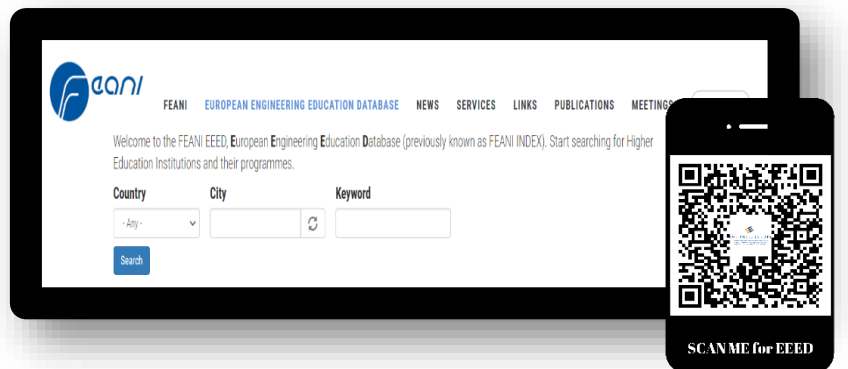 Feani
FEANI EUROPEAN ENGINEERING EDUCATION DATABASE NEWS SERVICES LINKS PUBLICATIONS MEETINGS
Welcome to the FEANI EEED, European Engineering Education Database (previously known as FEANI INDEX). Start searching for Higher
Education Institutions and their programmes.
Country City Keyword
- Any -
Search
SCAN ME for EEED